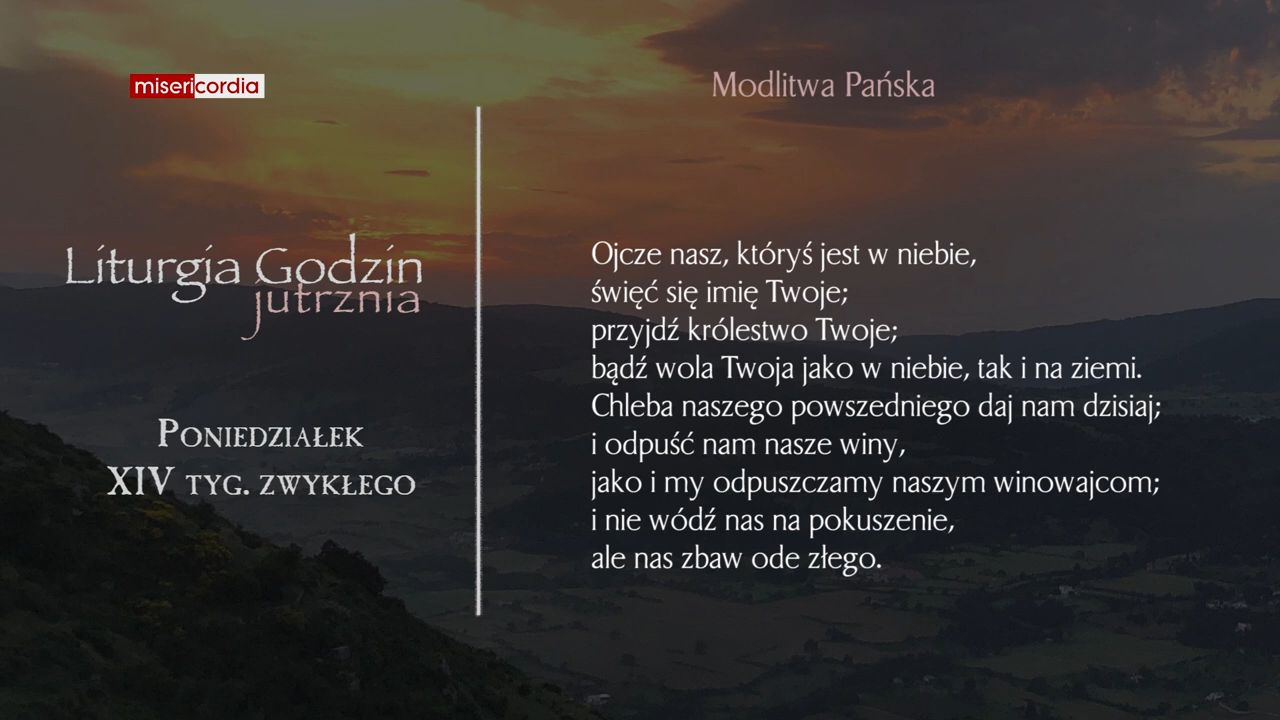 misericordia
Liturgia Godzin
jutrznia
Poniedziałek
XIV tyg. zwykłego
Modlitwa Pańska
Ojcze nasz, któryś jest w niebie,
święć się imię Twoje;
przyjdź królestwo Twoje;
bądź wola Twoja jako w niebie, tak i na ziemi.
Chleba naszego powszedniego daj nam dzisiaj;
i odpuść nam nasze winy,
jako i my odpuszczamy naszym winowajcom;
i nie wódź nas na pokuszenie,
ale nas zbaw ode złego.